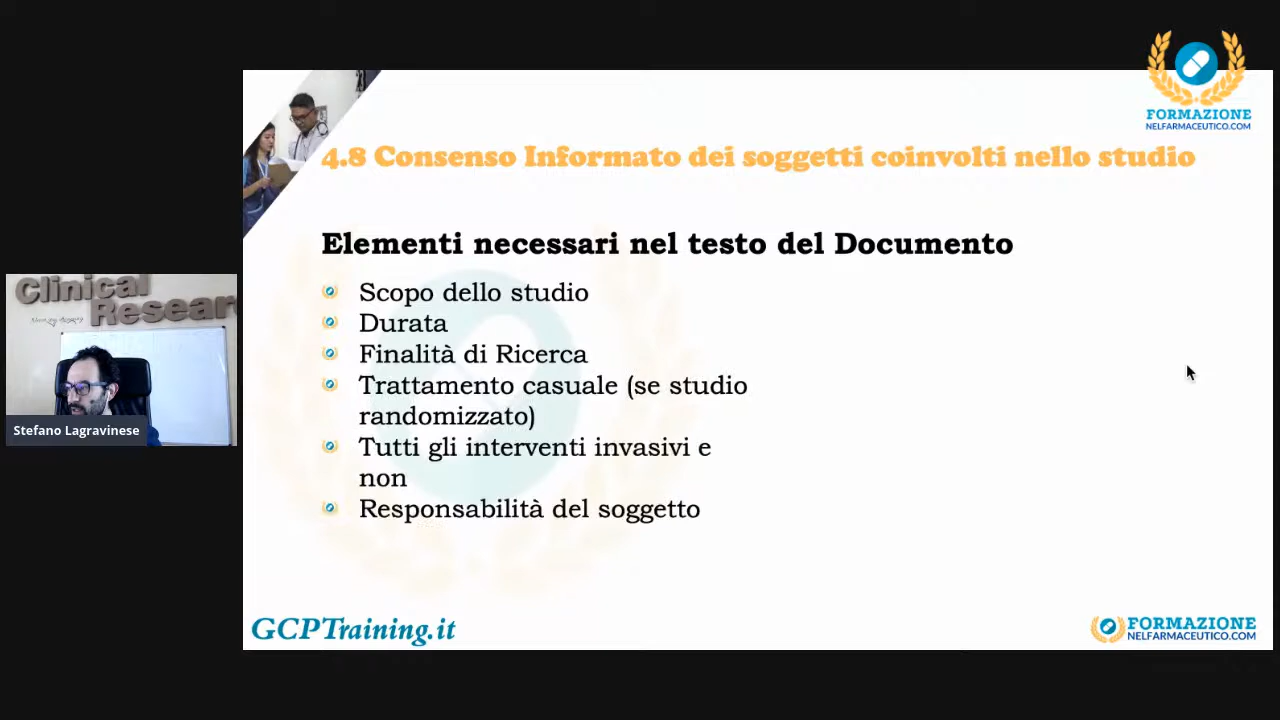 FORMAZIONE
NELFARMACEUTICO.COM
4.8 Consenso Informato dei soggetti coinvolti nello studio
Elementi necessari nel testo del Documento
Scopo dello studio
Durata
Finalità di Ricerca
Trattamento casuale (se studio
randomizzato)
Tutti gli interventi invasivi e
non
Responsabilità del soggetto
Clinical
Resear
Stefano Lagravinese
GCPTraining.it
FORMAZIONE
NELFARMACEUTICO.COM